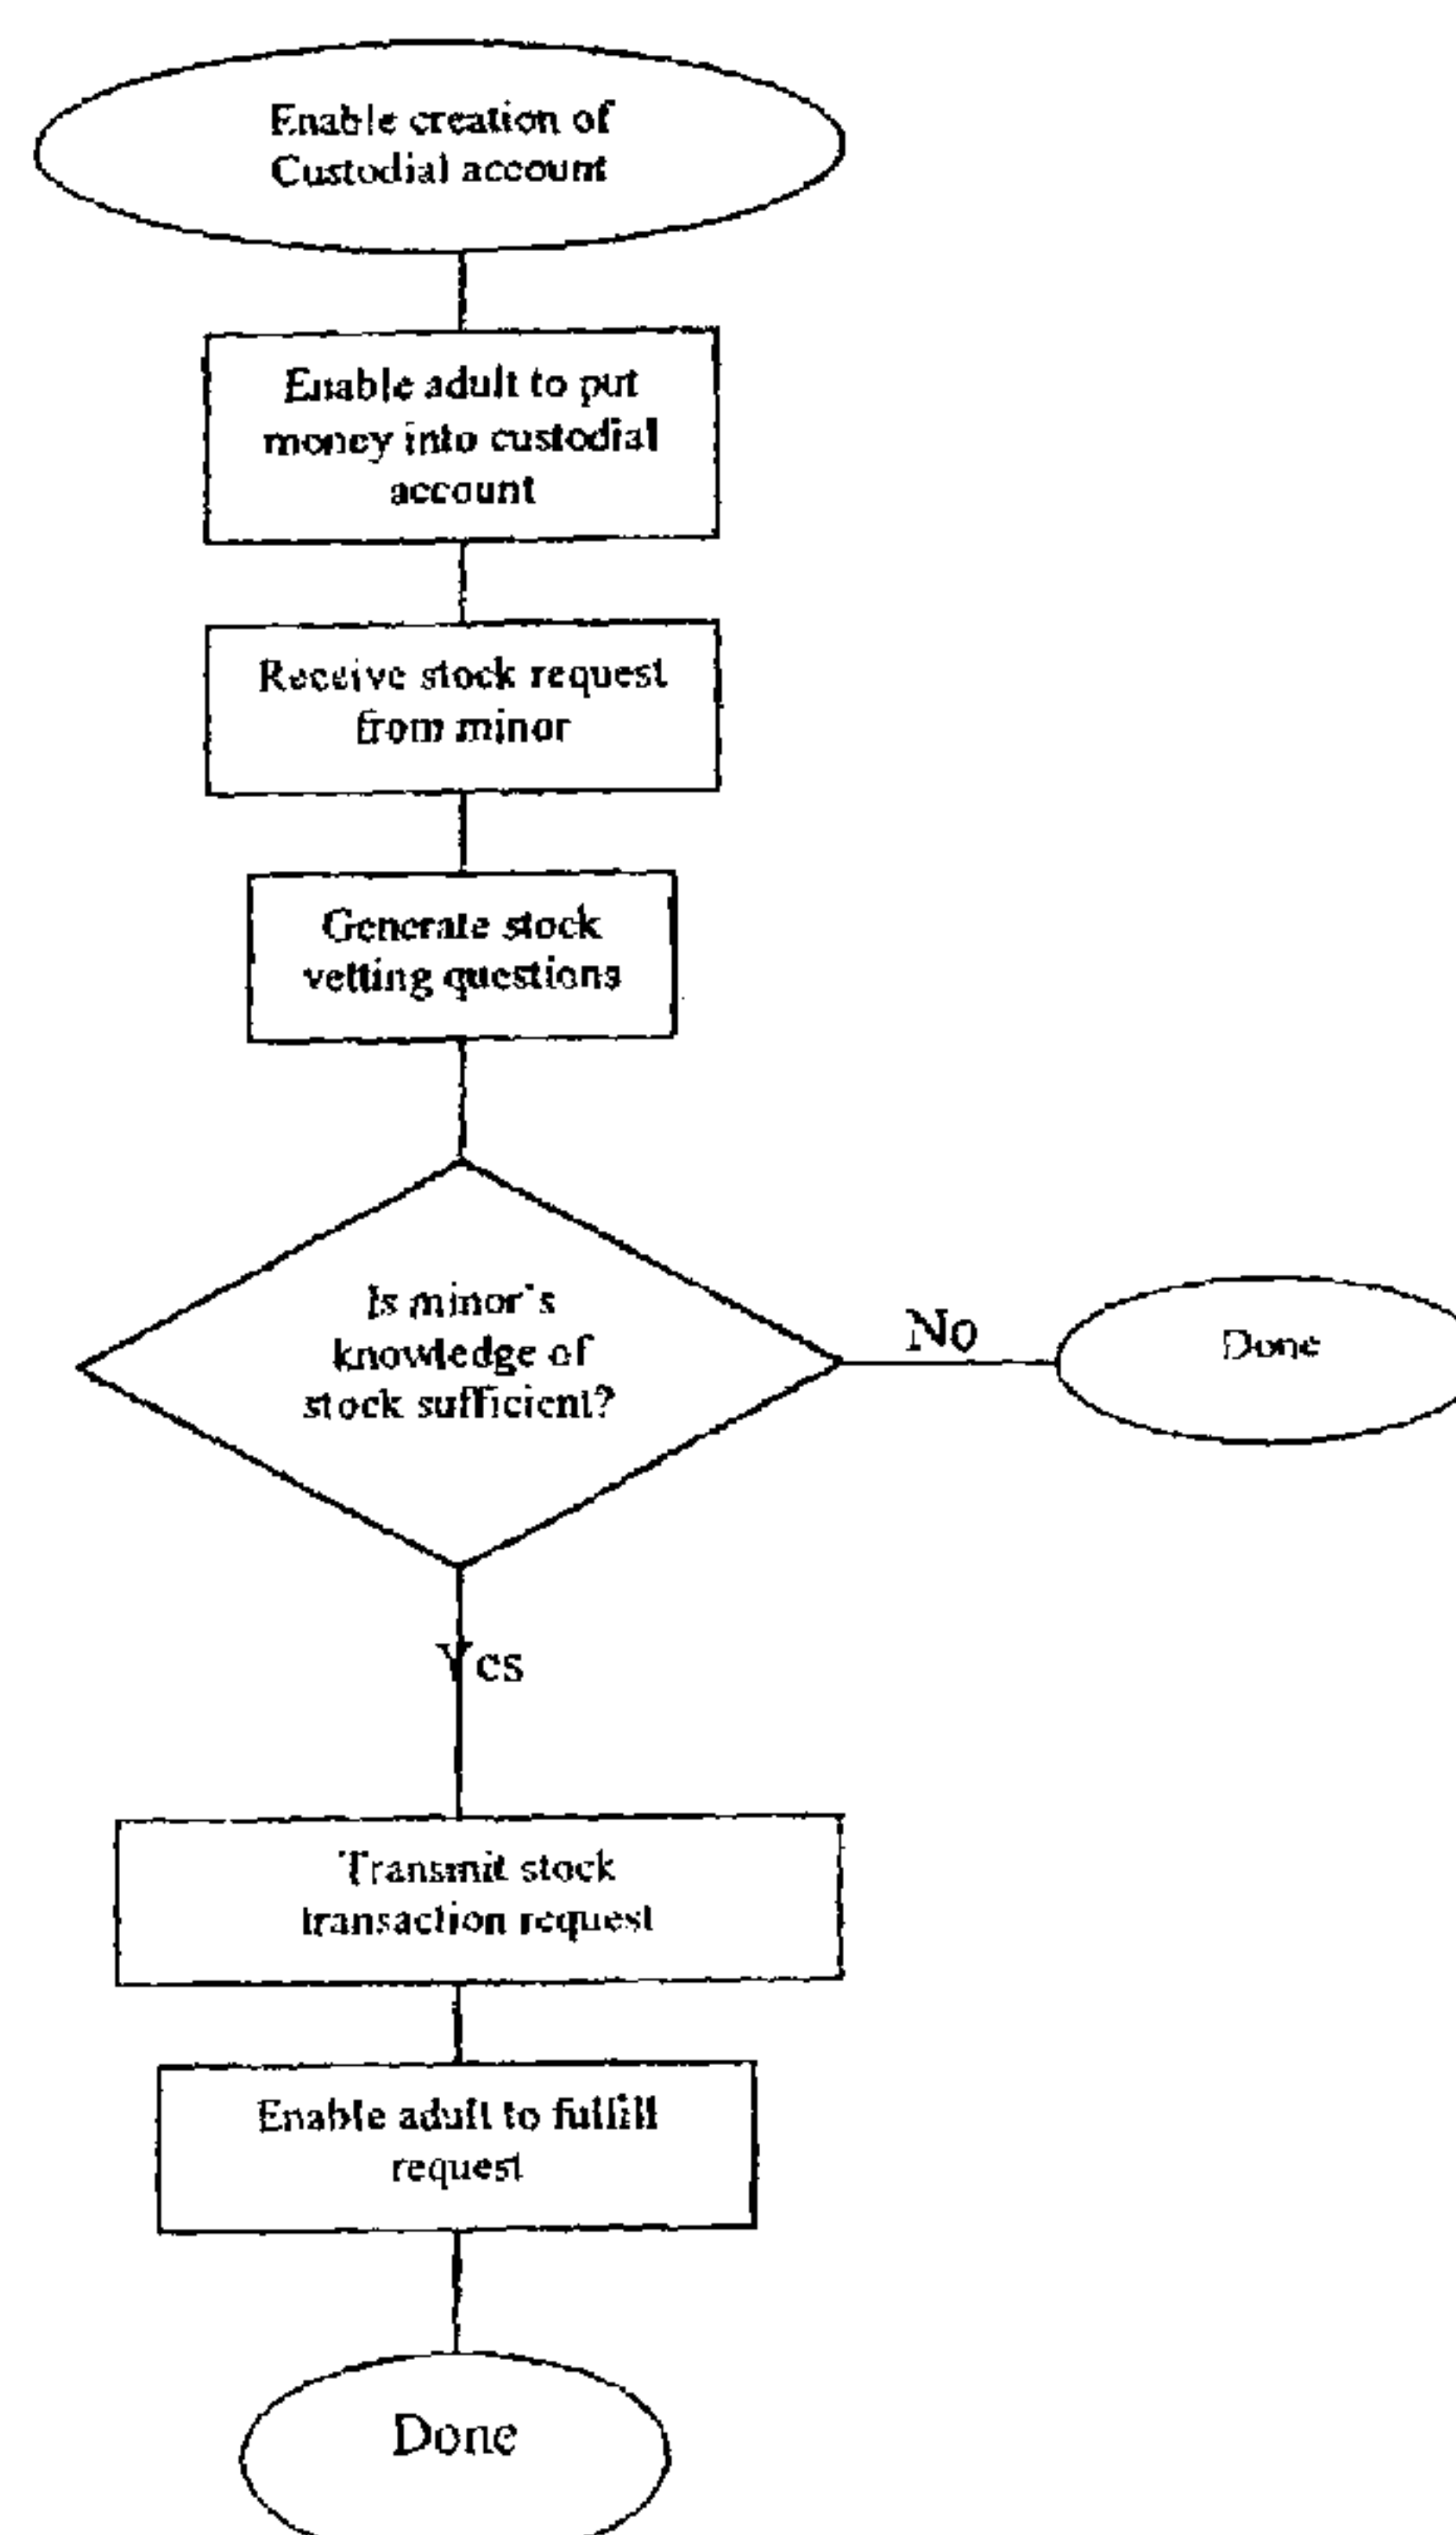 Enable creation of
Custodial account
Enable adult to put
money into custodial
account
Receive stock request
from minor
Generate stock
vetting questions
Is minor's
knowledge of
stock sufficient?
No
Done
Yes
Transmit stock
transaction request
Enable adult to fulfill
request
Done